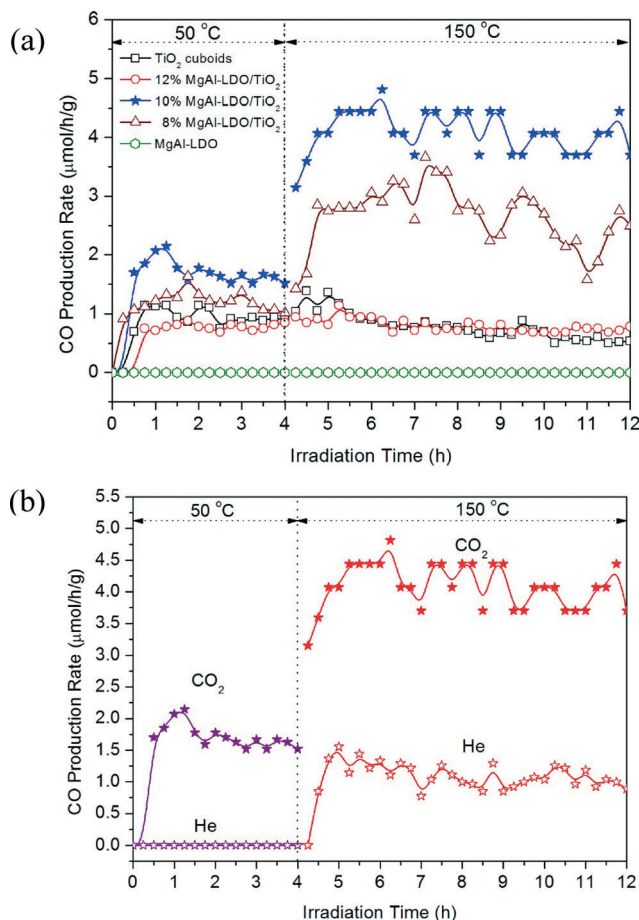 (a)
50 °C
150 °C
TiO₂ cuboids
12% MgAl-LDO/TiO₂
10% MgAl-LDO/TiO₂
8% MgAl-LDO/TiO₂
MgAl-LDO
CO Production Rate (μmol/h/g)
6
5
4
3
2
1
0
0 1 2 3 4 5 6 7 8 9 10 11 12
Irradiation Time (h)
(b)
50 °C
150 °C
CO₂
CO₂
He
He
CO Production Rate (μmol/h/g)
5.5
5.0
4.5
4.0
3.5
3.0
2.5
2.0
1.5
1.0
0.5
0.0
0 1 2 3 4 5 6 7 8 9 10 11 12
Irradiation Time (h)